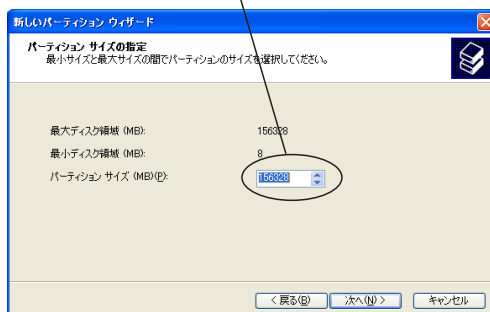 新しいパーティション ウィザード
パーティション サイズの指定
最小サイズと最大サイズの間でパーティションのサイズを選択してください。
最大ディスク領域 (MB): 156328
最小ディスク領域 (MB): 8
パーティション サイズ (MB)(P): 156328
< 戻る(B) 次へ(N) > キャンセル